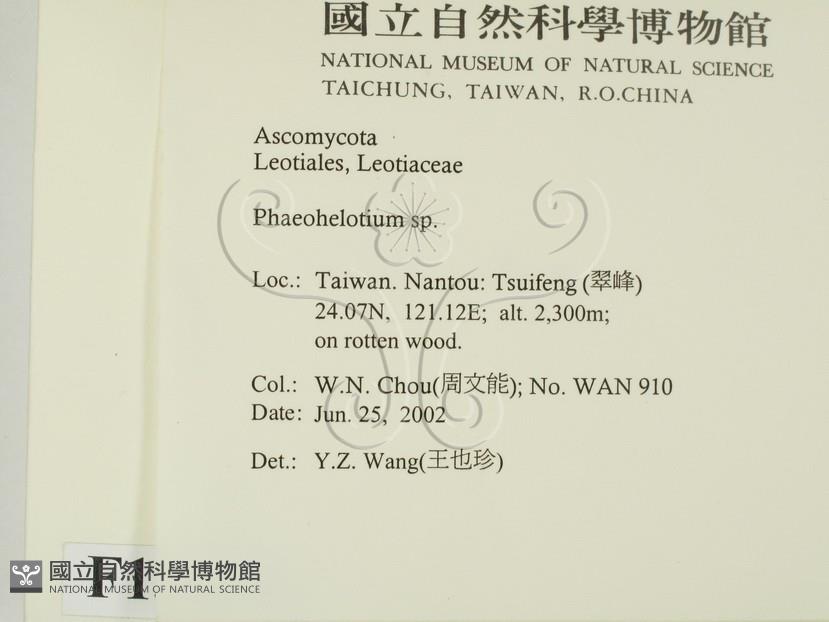 國立自然科學博物館
NATIONAL MUSEUM OF NATURAL SCIENCE
TAICHUNG, TAIWAN, R.O.CHINA
Ascomycota
Leotiales, Leotiaceae
Phaeohelotium sp.
Loc.: Taiwan. Nantou: Tsuifeng (翠峰)
24.07N, 121.12E; alt. 2,300m;
on rotten wood.
Col.: W.N. Chou(周文能); No. WAN 910
Date: Jun. 25, 2002
Det.: Y.Z. Wang(王也珍)
F1
國立自然科學博物館
NATIONAL MUSEUM OF NATURAL SCIENCE